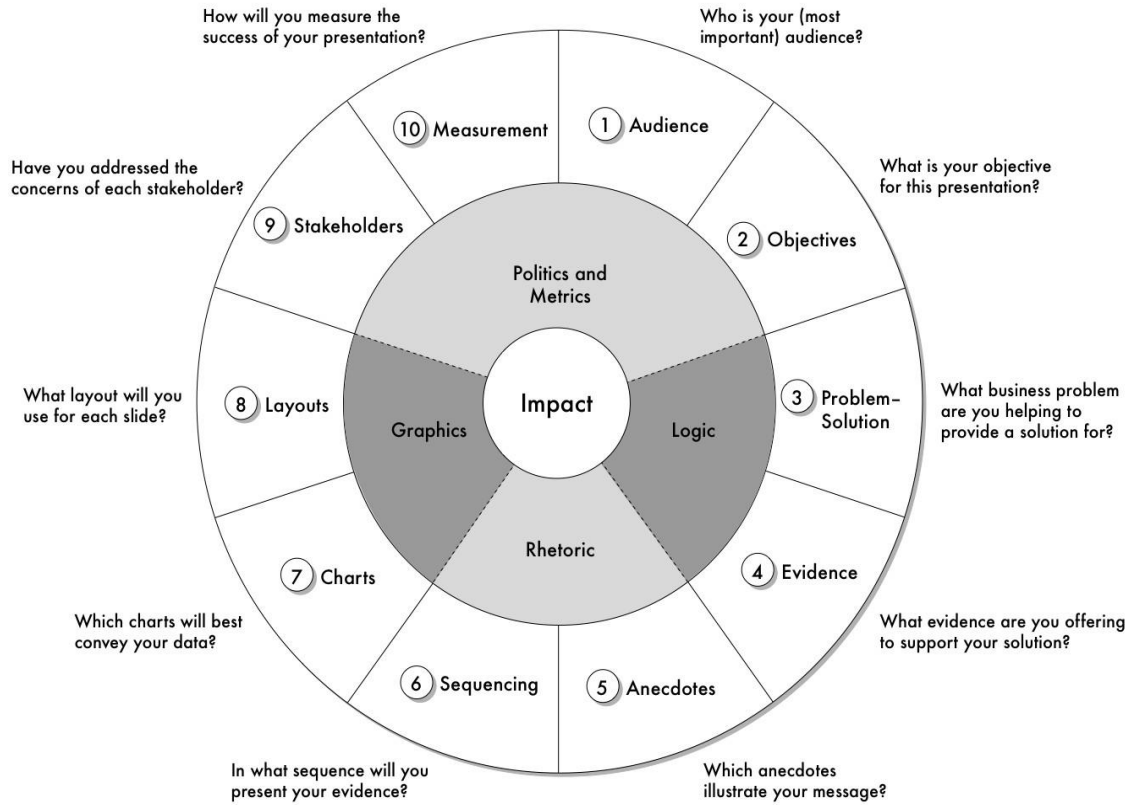 How will you measure the
success of your presentation?
Who is your (most
important) audience?
10 Measurement
1 Audience
Have you addressed the
concerns of each stakeholder?
What is your objective
for this presentation?
9 Stakeholders
2 Objectives
Politics and
Metrics
What layout will you
use for each slide?
8 Layouts
Graphics
Impact
Logic
3 Problem–
Solution
What business problem
are you helping to
provide a solution for?
Rhetoric
7 Charts
4 Evidence
Which charts will best
convey your data?
What evidence are you offering
to support your solution?
6 Sequencing
5 Anecdotes
In what sequence will you
present your evidence?
Which anecdotes
illustrate your message?